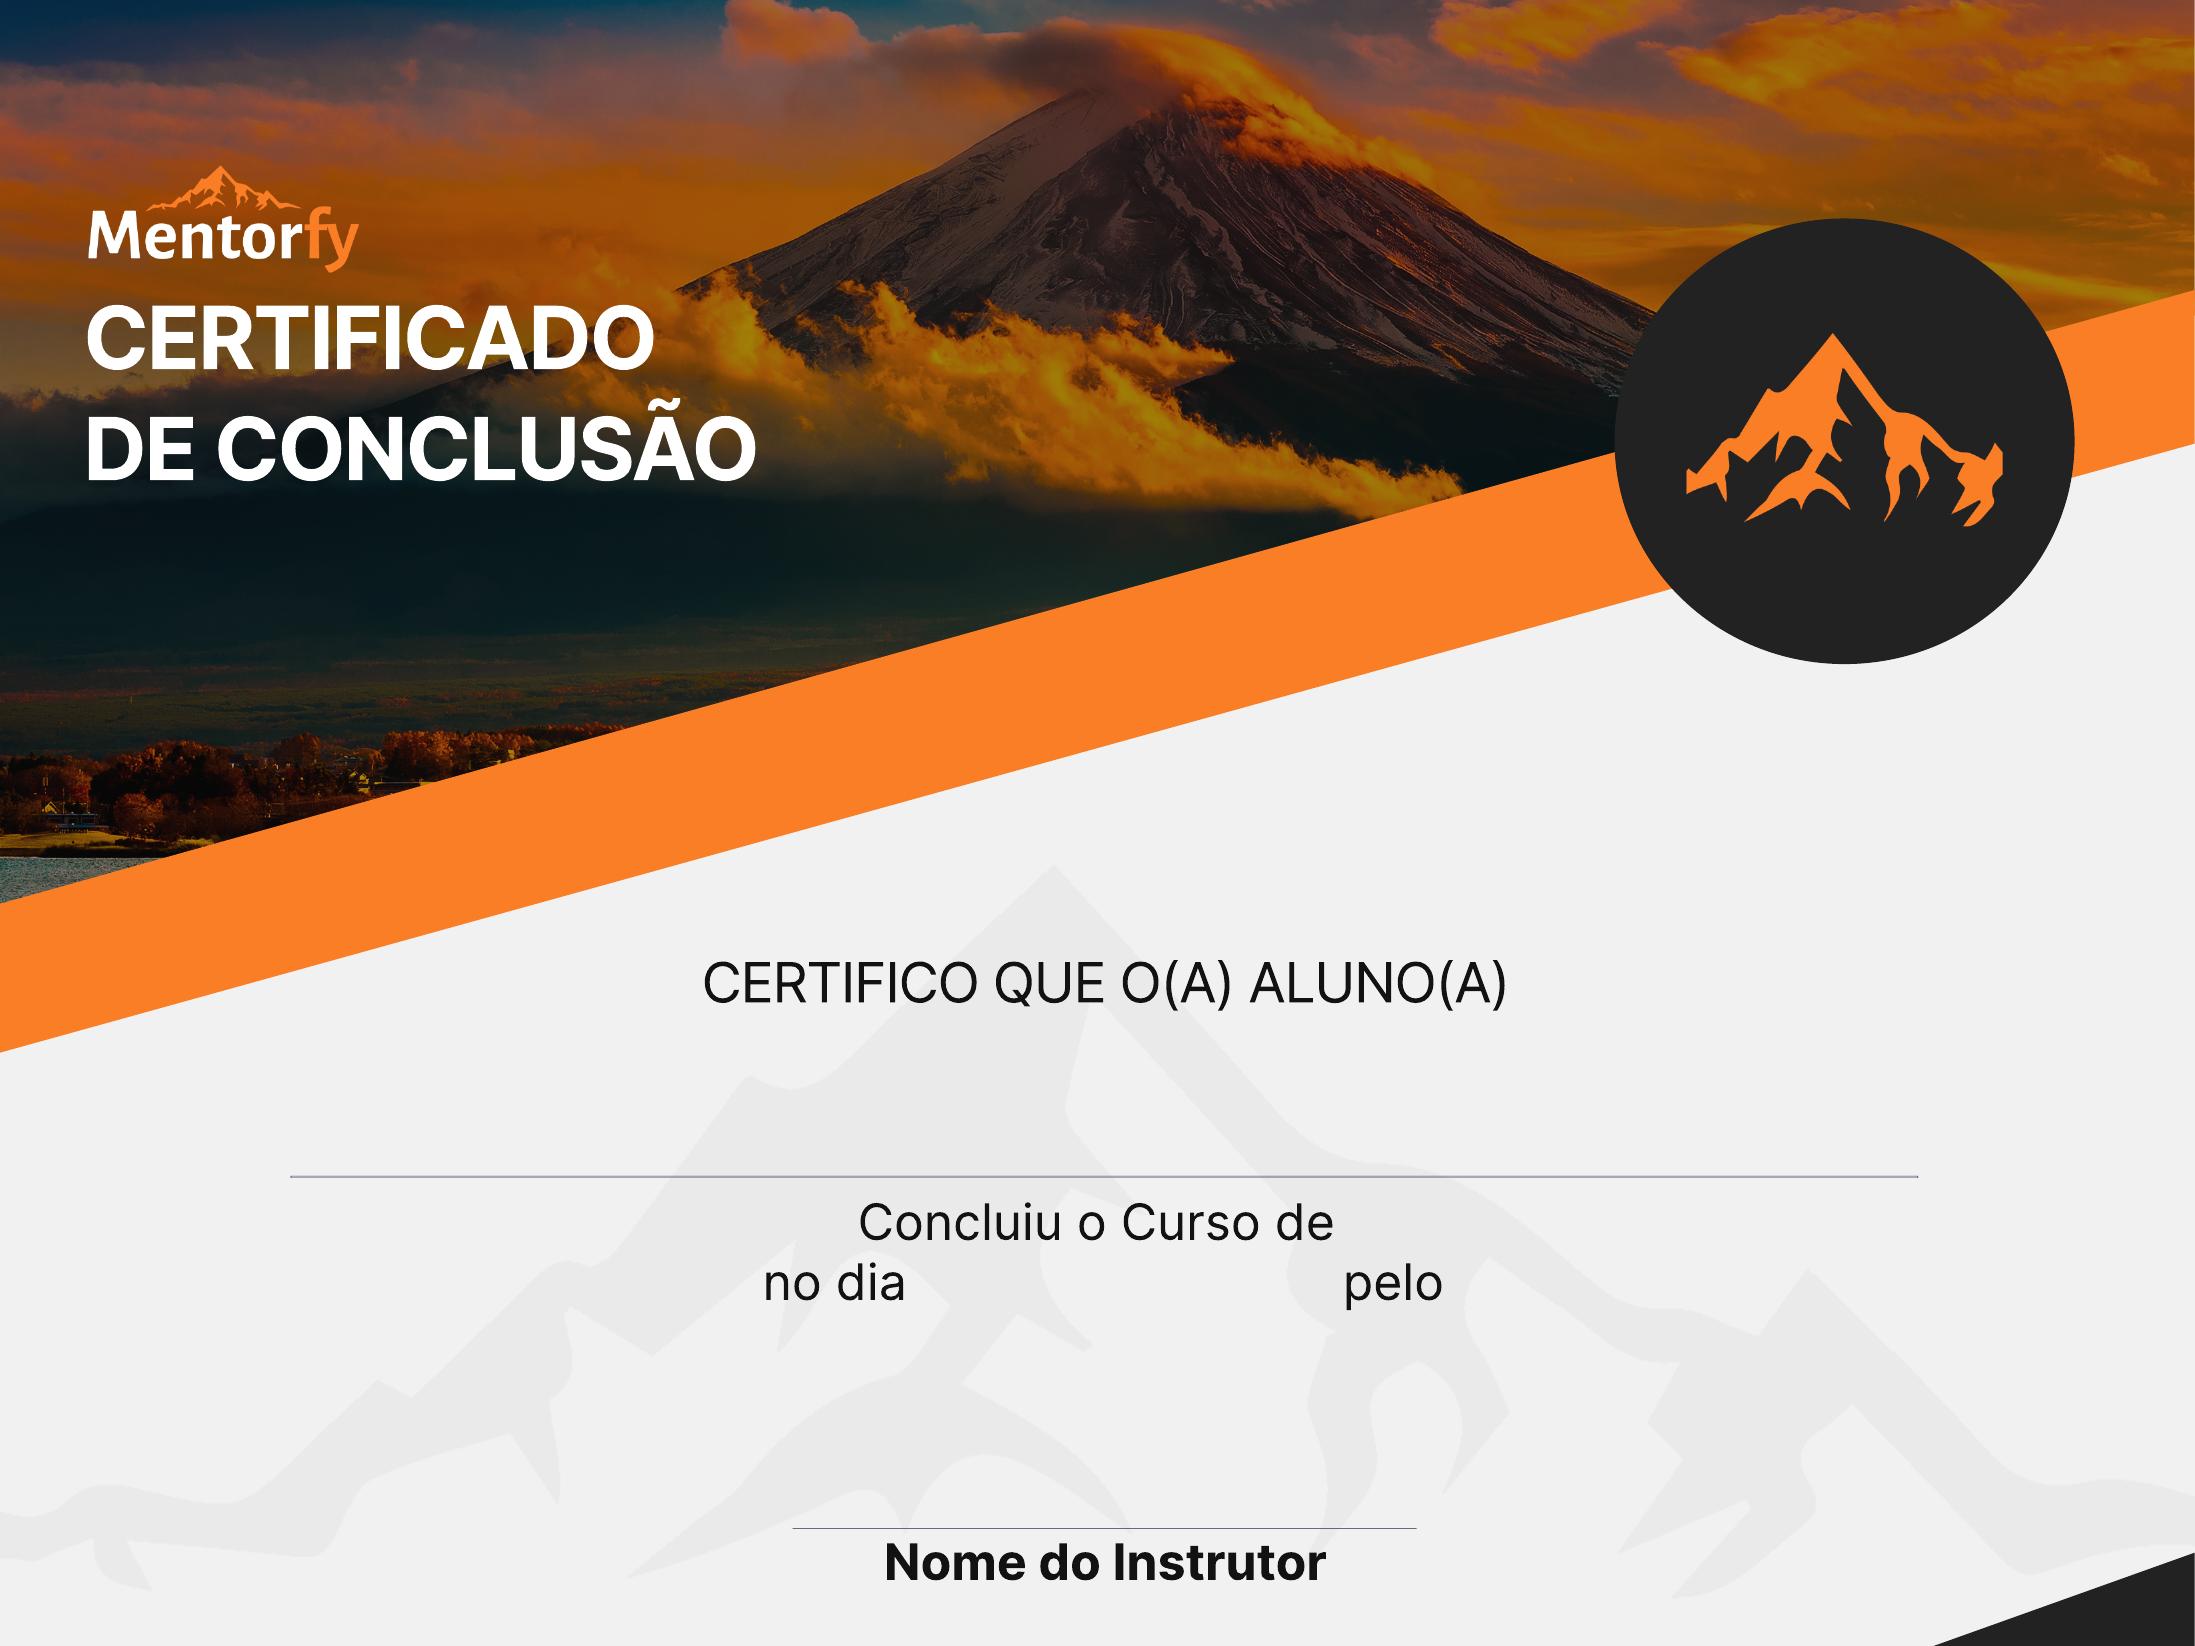 Mentorfy
CERTIFICADO
DE CONCLUSÃO
CERTIFICO QUE O(A) ALUNO(A)
Concluiu o Curso de
no dia pelo
Nome do Instrutor